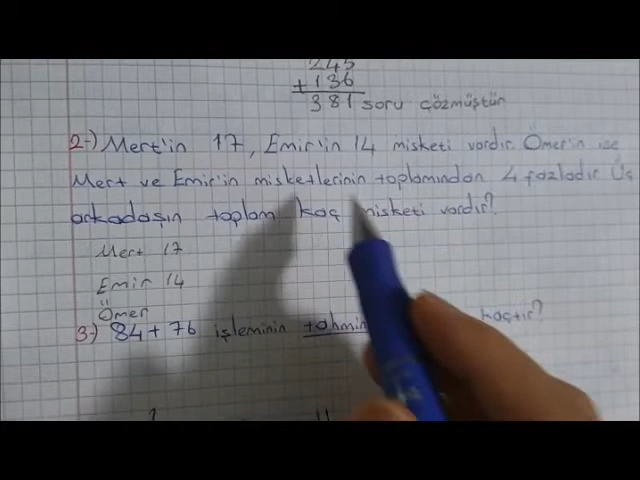 245
+136
381 soru çözmüştür
2-) Mert'in 17, Emir'in 14 misketi vardır. Ömer'in ise
Mert ve Emir'in misketlerinin toplamından 4 fazladır. Üç
arkadaşın toplam kaç misketi vardır?
Mert 17
Emir 14
Ömer
3) 84+76 işleminin tahmin kaçtır?